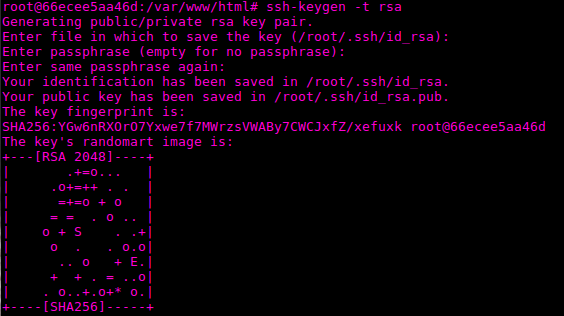 root@66ecee5aa46d:/var/www/html# ssh-keygen -t rsa
Generating public/private rsa key pair.
Enter file in which to save the key (/root/.ssh/id_rsa):
Enter passphrase (empty for no passphrase):
Enter same passphrase again:
Your identification has been saved in /root/.ssh/id_rsa.
Your public key has been saved in /root/.ssh/id_rsa.pub.
The key fingerprint is:
SHA256:YGw6nRXOrO7Yxwe7f7MWrzsVWABy7CWCJxfZ/xefuxk root@66ecee5aa46d
The key's randomart image is:
+---[RSA 2048]----+
|       .+=o...   |
|     .o+=++ . .  |
|      =+=o + o   |
|     = =  . o .. |
|    o + S    . .+|
|     o  .   . o.o|
|      .. o   + E.|
|     +  + . = ..o|
|    . o..+.o+* o.|
+----[SHA256]-----+